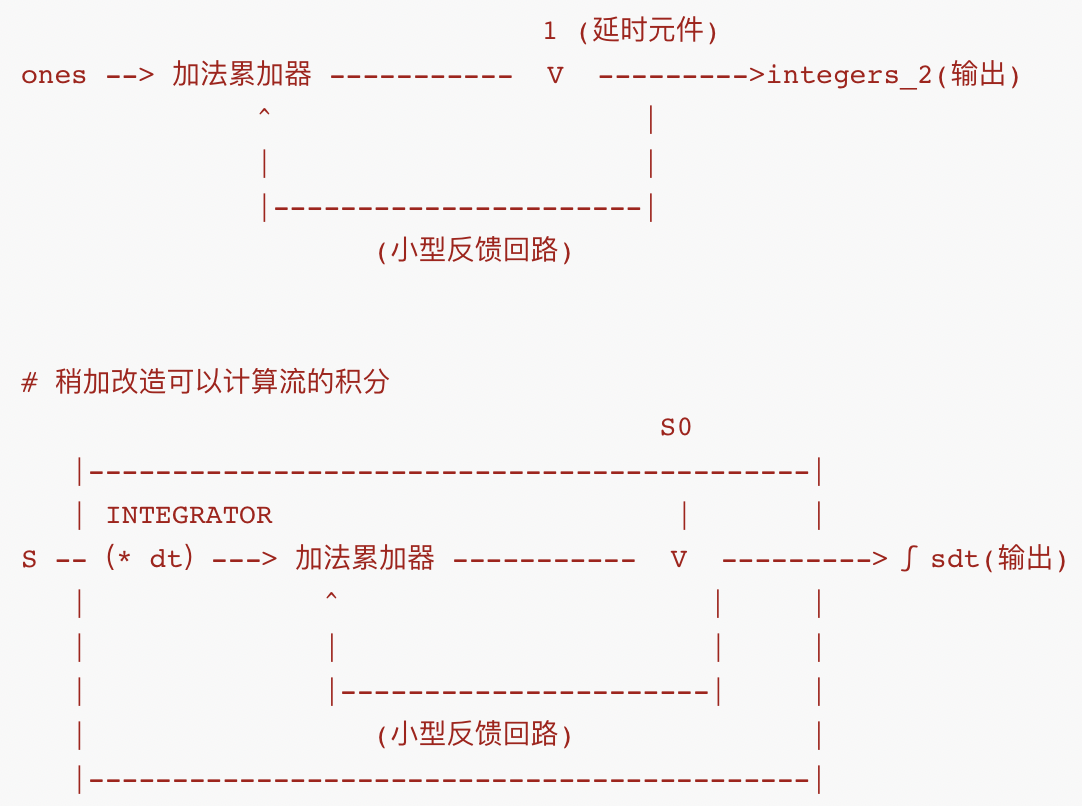 1 (延时元件)
ones --> 加法累加器 ----------- V --------->integers_2(输出)
^ |
| |
|----------------------|
(小型反馈回路)
# 稍加改造可以计算流的积分
S0
|-------------------------------------------|
| INTEGRATOR | |
S -- (* dt) ---> 加法累加器 ----------- V ---------> ∫ sdt(输出)
| ^ | |
| | | |
| |----------------------| |
| (小型反馈回路) |
|-------------------------------------------|